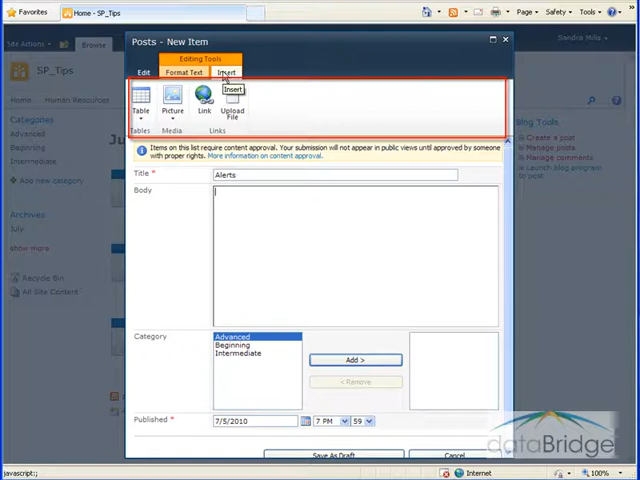 Favorites
Home - SP_Tips
Page
Safety
Tools
Site Actions
Browse
Sandra Mills
SP_Tips
Home
Human Resources
Categories
Advanced
Beginning
Intermediate
Add new category
Archives
July
show more
Recycle Bin
All Site Content
Posts - New Item
Editing Tools
Edit
Format Text
Insert
Insert
Table
Picture
Link
Upload File
Tables
Media
Links
Items on this list require content approval. Your submission will not appear in public views until approved by someone
with proper rights. More information on content approval.
Title *
Alerts
Body
Category
Advanced
Beginning
Intermediate
Add >
< Remove
Published *
7/5/2010
7 PM
59
Save As Draft
Cancel
Blog Tools
Create a post
Manage posts
Manage comments
Launch blog program
to post
dataBridge
javascript:;
Internet
100%